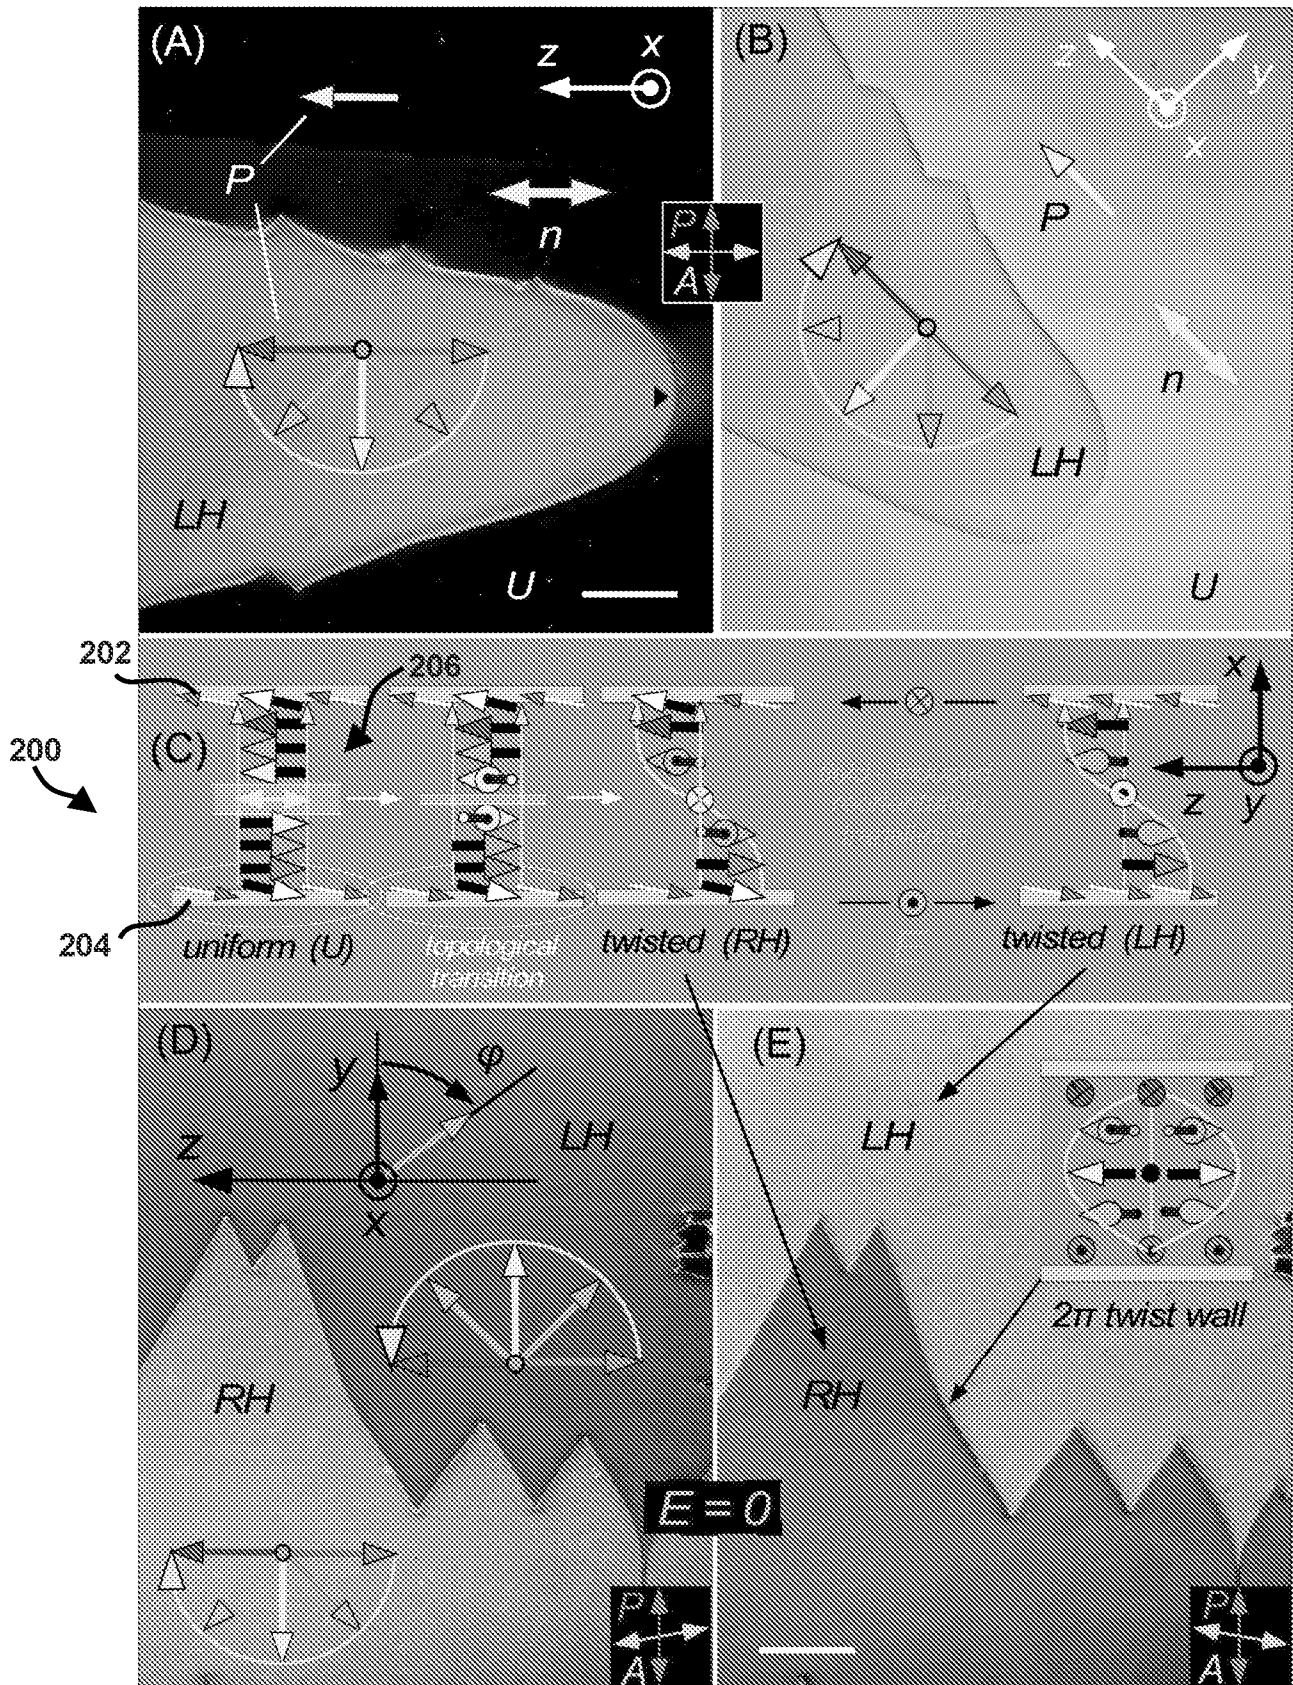 (A)
z
x
P
n
LH
U
(B)
z
y
x
P
n
LH
U
P
A
202
206
200
204
(C)
x
z
y
uniform (U)
topological
transition
twisted (RH)
twisted (LH)
(D)
y
φ
z
x
LH
RH
E = 0
P
A
(E)
LH
RH
2π twist wall
P
A